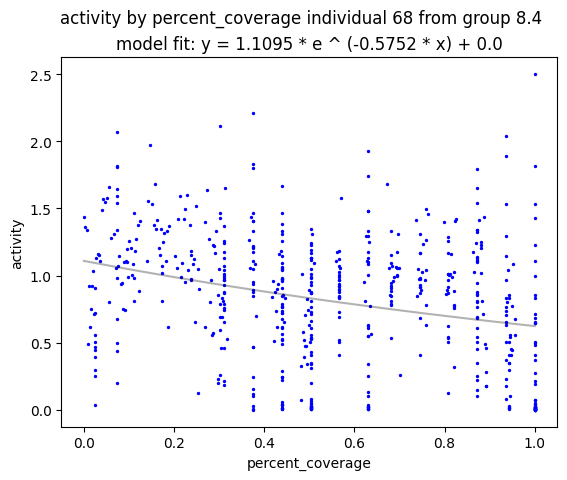 activity by percent_coverage individual 68 from group 8.4
model fit: y = 1.1095 * e ^ (-0.5752 * x) + 0.0
2.5
2.0
1.5
1.0
0.5
0.0
activity
0.0 0.2 0.4 0.6 0.8 1.0
percent_coverage